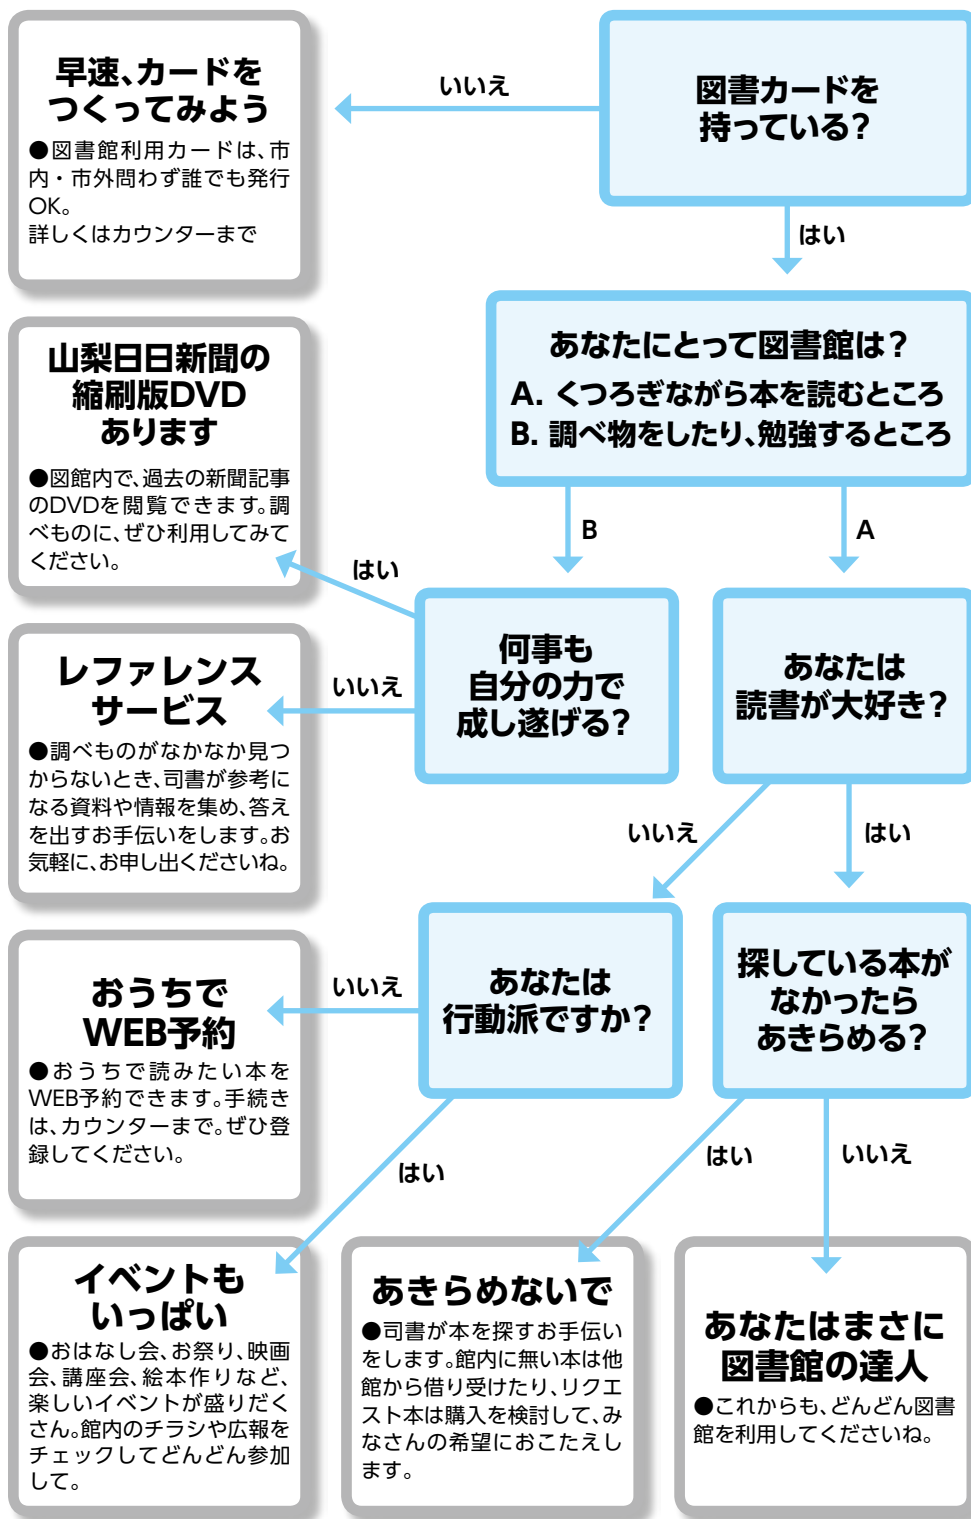 図書カードを
持っている?
いいえ
はい
早速、カードを
つくってみよう
●図書館利用カードは、市
内・市外問わず誰でも発行
OK。
詳しくはカウンターまで
あなたにとって図書館は?
A. くつろぎながら本を読むところ
B. 調べ物をしたり、勉強するところ
B
A
山梨日日新聞の
縮刷版DVD
あります
●図館内で、過去の新聞記事
のDVDを閲覧できます。調
べものに、ぜひ利用してみて
ください。
はい
何事も
自分の力で
成し遂げる?
あなたは
読書が大好き?
いいえ
レファレンス
サービス
●調べものがなかなか見つ
からないとき、司書が参考に
なる資料や情報を集め、答え
を出すお手伝いをします。お
気軽に、お申し出くださいね。
いいえ
はい
おうちで
WEB予約
●おうちで読みたい本を
WEB予約できます。手続き
は、カウンターまで。ぜひ登
録してください。
いいえ
あなたは
行動派ですか?
探している本が
なかったら
あきらめる?
はい
はい
いいえ
イベントも
いっぱい
●おはなし会、お祭り、映画
会、講座会、絵本作りなど、
楽しいイベントが盛りだく
さん。館内のチラシや広報を
チェックしてどんどん参加
して。
あきらめないで
●司書が本を探すお手伝い
をします。館内に無い本は他
館から借り受けたり、リクエ
スト本は購入を検討して、み
なさんの希望におこたえし
ます。
あなたはまさに
図書館の達人
●これからも、どんどん図書
館を利用してくださいね。